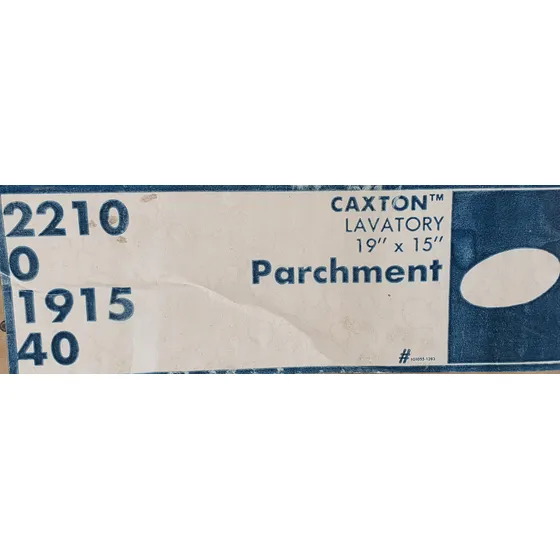 2210
0
1915
40
CAXTON™
LAVATORY
19" x 15"
Parchment
#